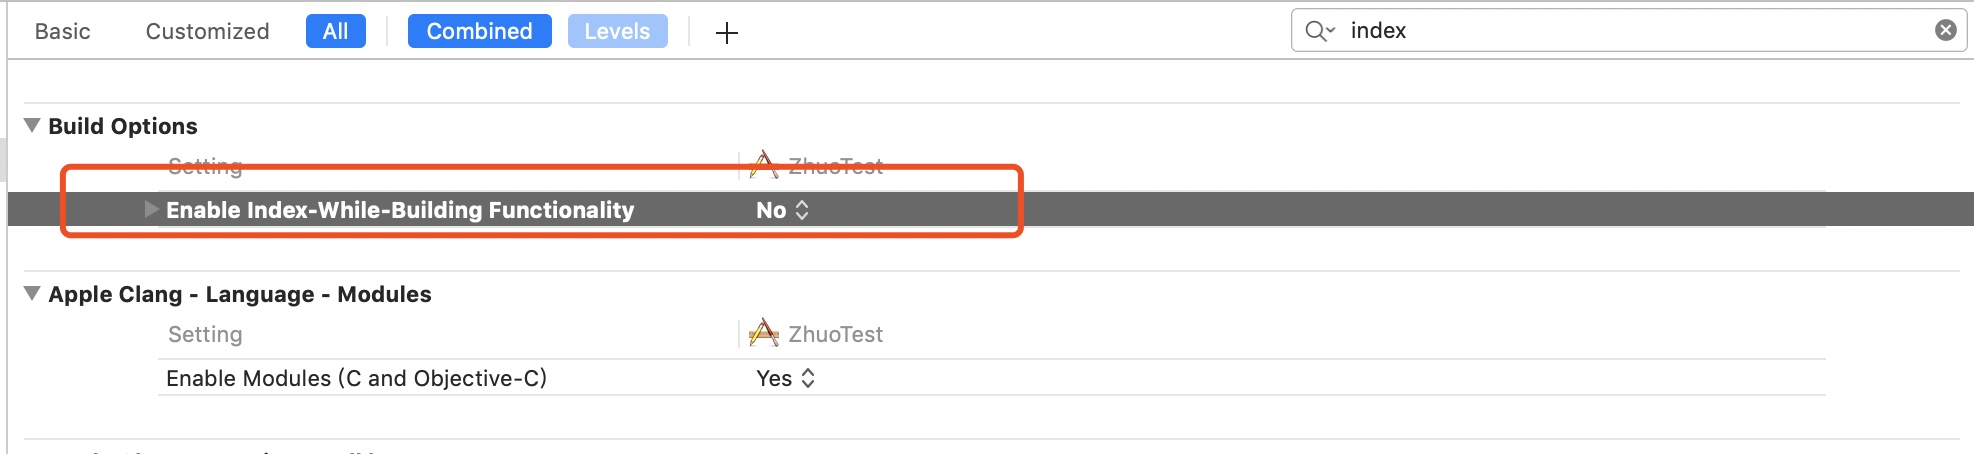 Basic Customized All Combined Levels + index
Build Options
Setting ZhuoTest
Enable Index-While-Building Functionality No
Apple Clang - Language - Modules
Setting ZhuoTest
Enable Modules (C and Objective-C) Yes